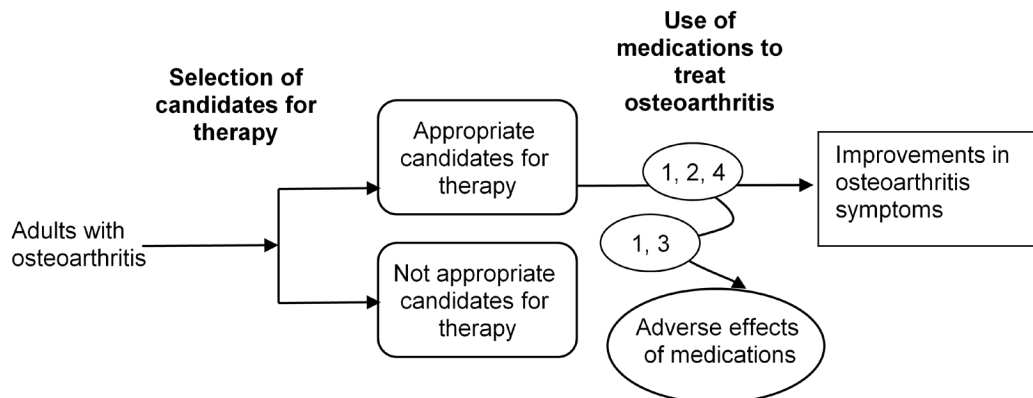 Use of
medications to
treat
osteoarthritis
Selection of
candidates for
therapy
Appropriate
candidates for
therapy
1, 2, 4
Improvements in
osteoarthritis
symptoms
Adults with
osteoarthritis
1, 3
Not appropriate
candidates for
therapy
Adverse effects
of medications